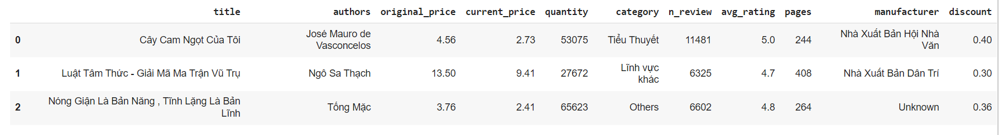 title authors original_price current_price quantity category n_review avg_rating pages manufacturer discount
0 Cây Cam Ngọt Của Tôi José Mauro de Vasconcelos 4.56 2.73 53075 Tiểu Thuyết 11481 5.0 244 Nhà Xuất Bản Hội Nhà Văn 0.40
1 Luật Tâm Thức - Giải Mã Ma Trận Vũ Trụ Ngô Sa Thạch 13.50 9.41 27672 Lĩnh vực khác 6325 4.7 408 Nhà Xuất Bản Dân Trí 0.30
2 Nóng Giận Là Bản Năng , Tĩnh Lặng Là Bản Lĩnh Tống Mặc 3.76 2.41 65623 Others 6602 4.8 264 Unknown 0.36